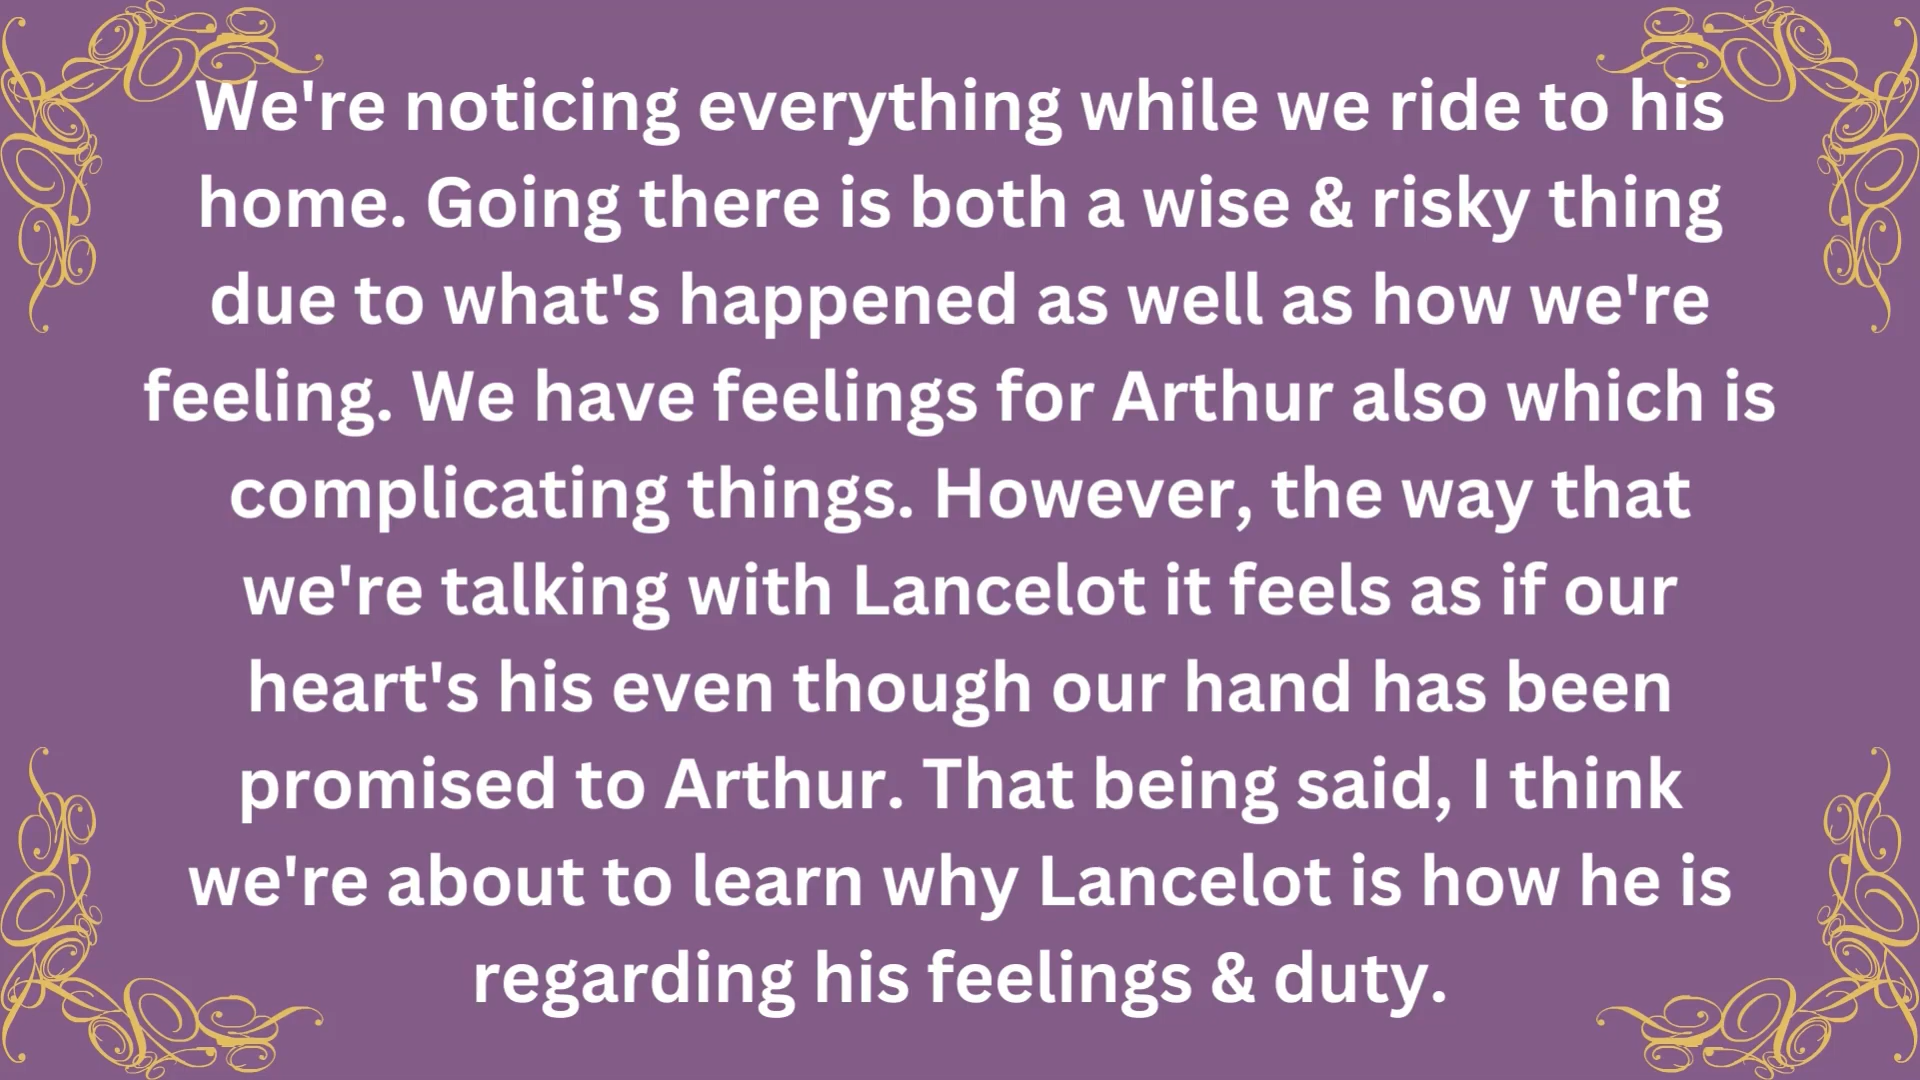 We're noticing everything while we ride to his
home. Going there is both a wise & risky thing
due to what's happened as well as how we're
feeling. We have feelings for Arthur also which is
complicating things. However, the way that
we're talking with Lancelot it feels as if our
heart's his even though our hand has been
promised to Arthur. That being said, I think
we're about to learn why Lancelot is how he is
regarding his feelings & duty.